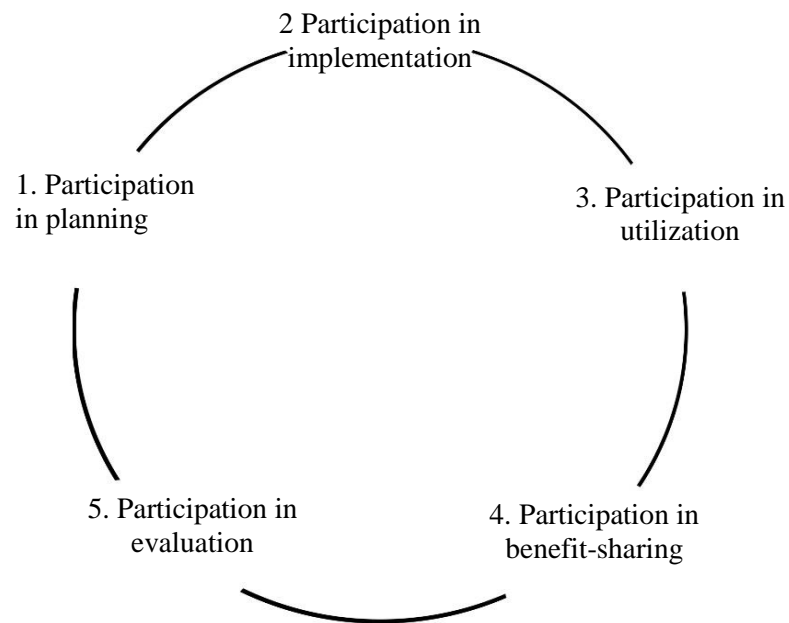 2 Participation in
implementation
1. Participation
in planning
3. Participation in
utilization
5. Participation in
evaluation
4. Participation in
benefit-sharing